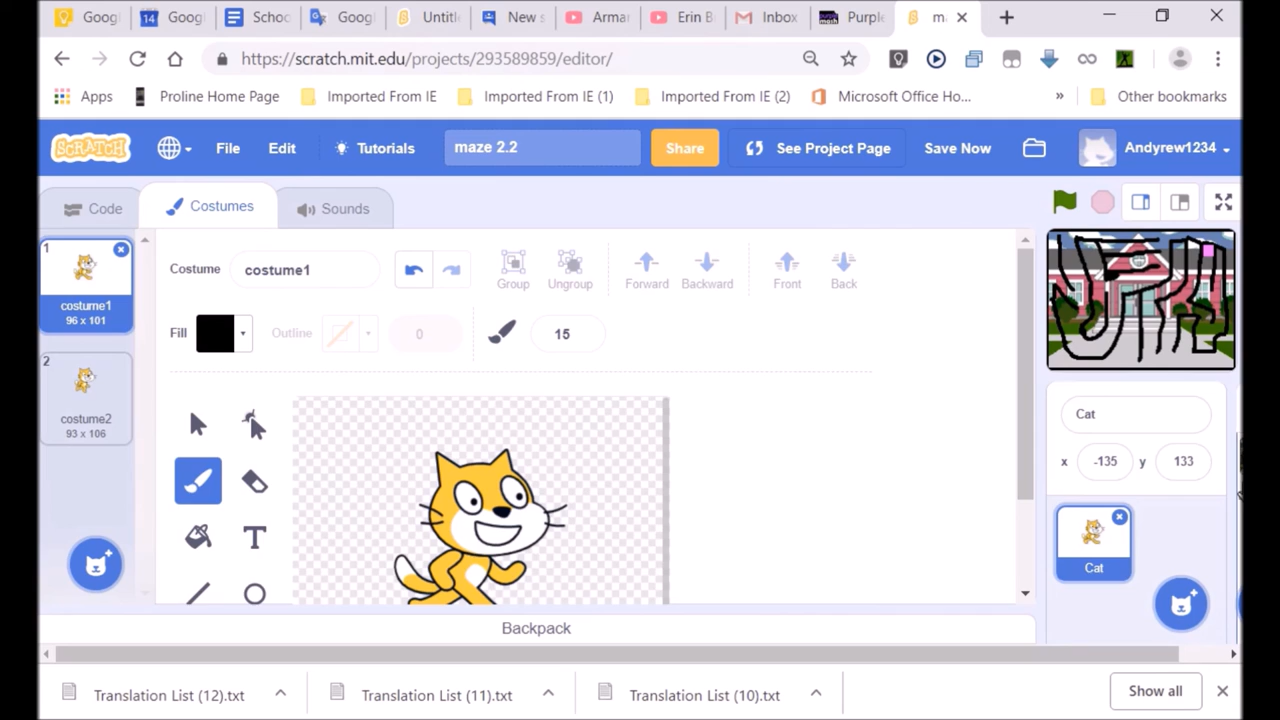 Googl
14
Googl
Schoo
Googl
Untitl
New s
Arman
Erin B
Inbox
Purple
m
https://scratch.mit.edu/projects/293589859/editor/
Apps
Proline Home Page
Imported From IE
Imported From IE (1)
Imported From IE (2)
Microsoft Office Ho...
»
Other bookmarks
SCRATCH
File
Edit
Tutorials
maze 2.2
Share
See Project Page
Save Now
Andyrew1234
Code
Costumes
Sounds
1
costume1
96 x 101
2
costume2
93 x 106
Costume
costume1
Group
Ungroup
Forward
Backward
Front
Back
Fill
Outline
0
15
T
Cat
x
-135
y
133
Cat
Backpack
Translation List (12).txt
Translation List (11).txt
Translation List (10).txt
Show all